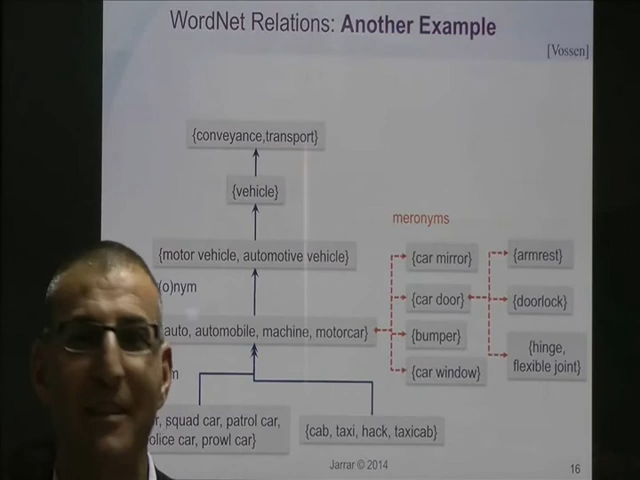 WordNet Relations: Another Example
[Vossen]
{conveyance,transport}
{vehicle}
meronyms
{motor vehicle, automotive vehicle}
{car mirror}
{armrest}
(o)nym
{car door}
{doorlock}
auto, automobile, machine, motorcar}
{bumper}
{hinge,
flexible joint}
{car window}
squad car, patrol car,
car, prowl car}
{cab, taxi, hack, taxicab}
Jarrar © 2014
16